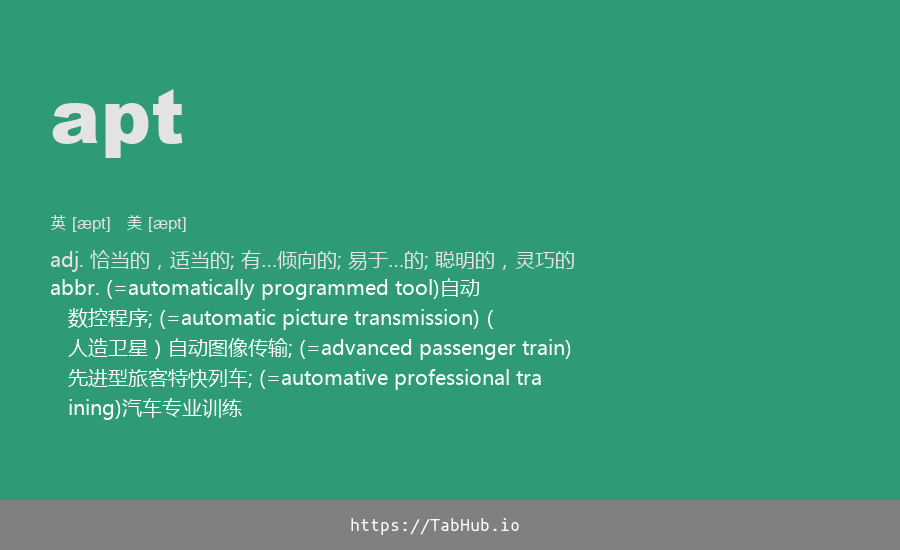 apt
英 [æpt] 美 [æpt]
adj. 恰当的，适当的; 有...倾向的; 易于...的; 聪明的，灵巧的
abbr. (=automatically programmed tool)自动
数控程序; (=automatic picture transmission)（
人造卫星）自动图像传输; (=advanced passenger train)
先进型旅客特快列车; (=automative professional tra
ining)汽车专业训练
https://TabHub.io